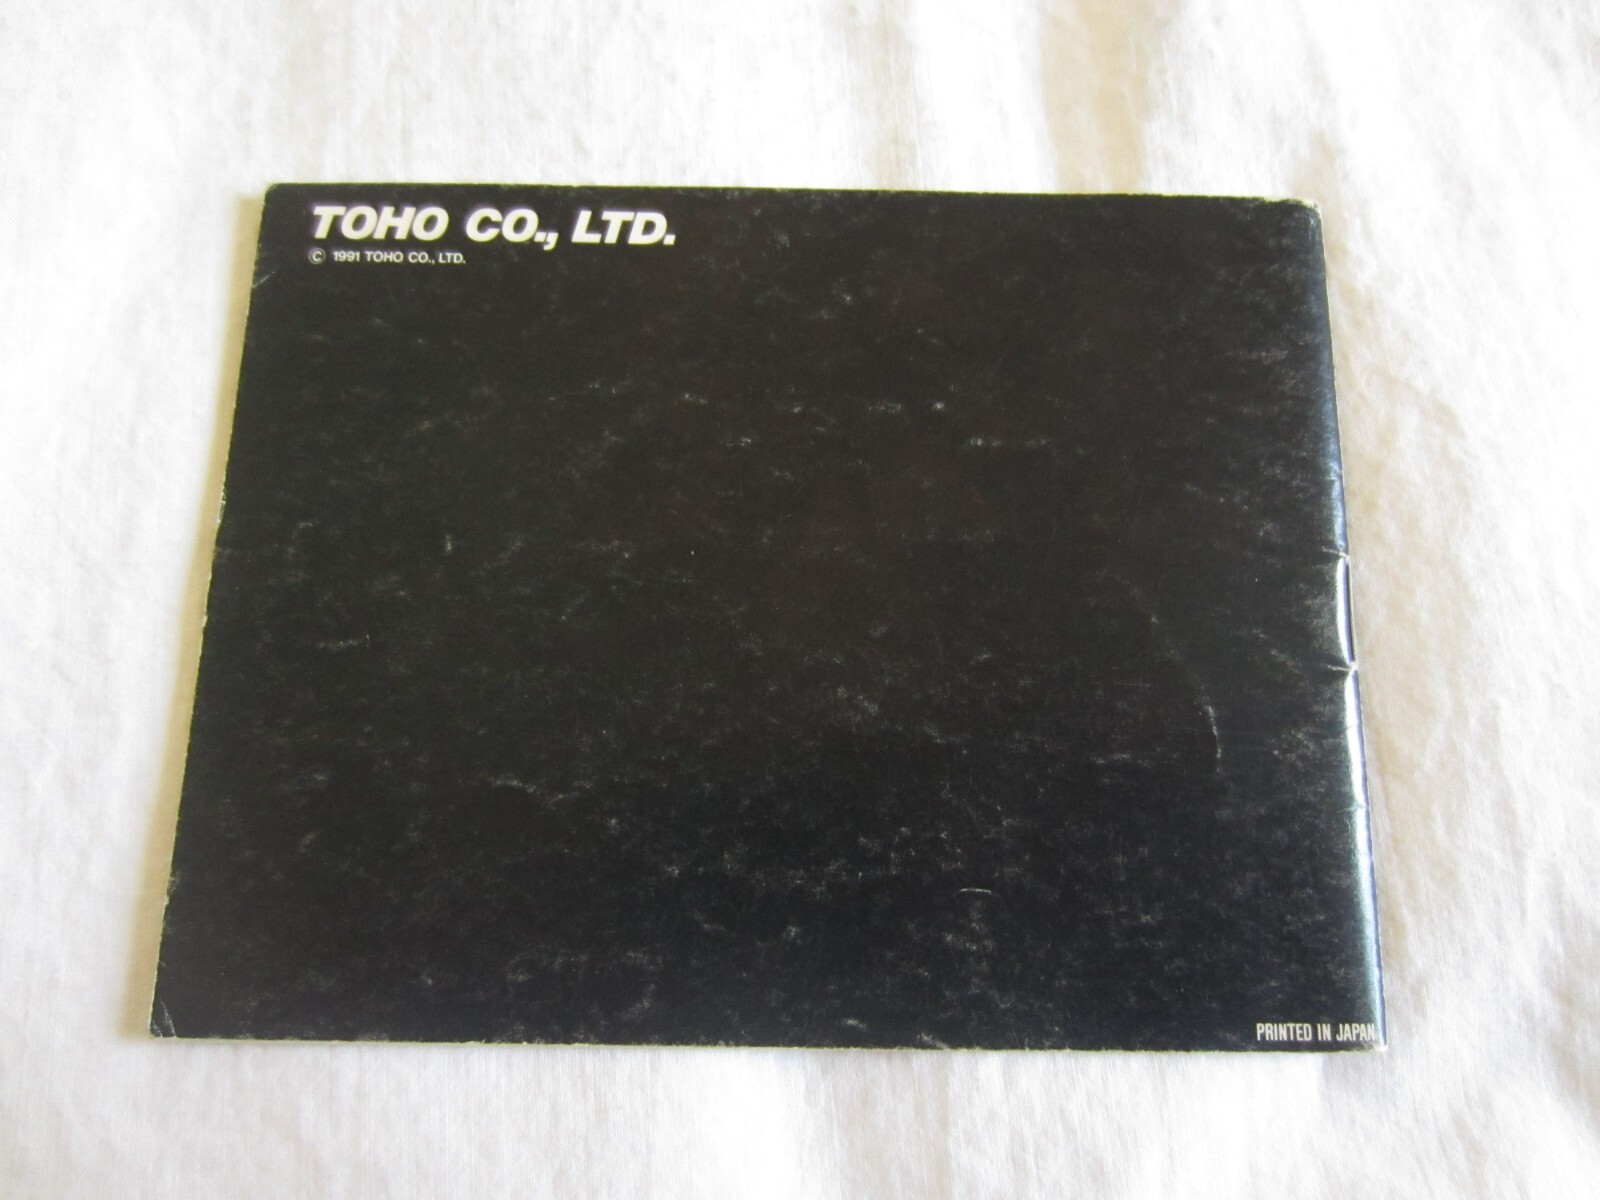 TOHO CO., LTD.
© 1991 TOHO CO., LTD.
PRINTED IN JAPAN